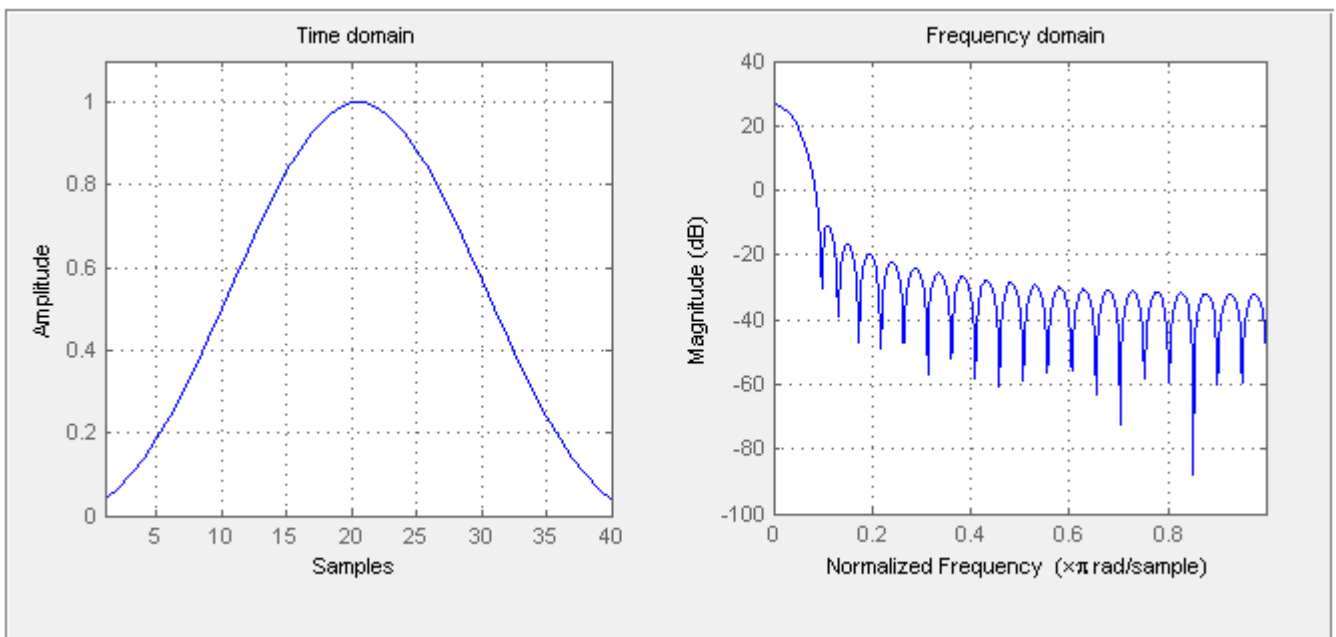 Time domain
Amplitude
1
0.8
0.6
0.4
0.2
0
5 10 15 20 25 30 35 40
Samples
Frequency domain
Magnitude (dB)
40
20
0
-20
-40
-60
-80
-100
0 0.2 0.4 0.6 0.8
Normalized Frequency (×π rad/sample)